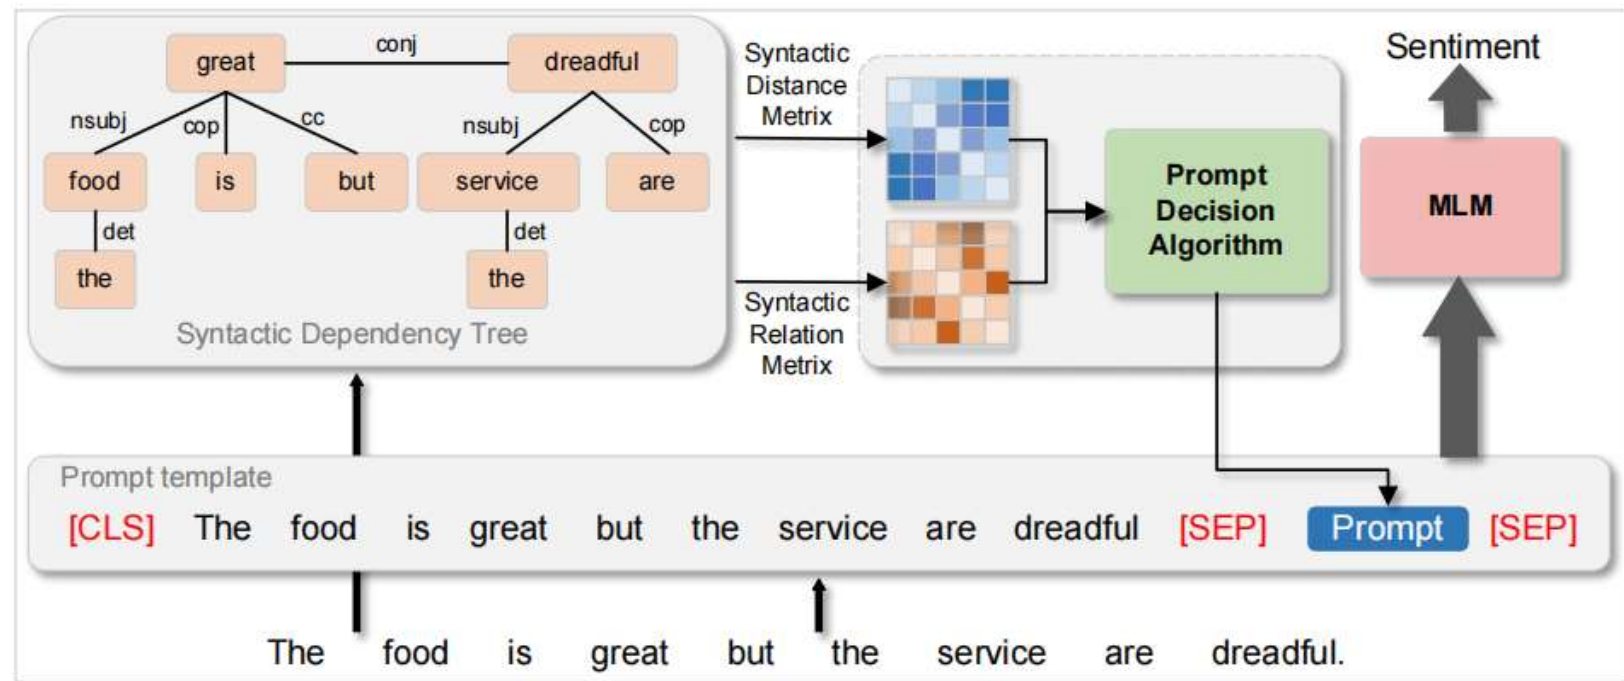 great
conj
dreadful
nsubj
cop
cc
nsubj
cop
food
is
but
service
are
det
det
the
the
Syntactic Dependency Tree
Syntactic
Distance
Metrix
Syntactic
Relation
Metrix
Prompt
Decision
Algorithm
Sentiment
MLM
Prompt template
[CLS] The food is great but the service are dreadful [SEP] Prompt [SEP]
The food is great but the service are dreadful.